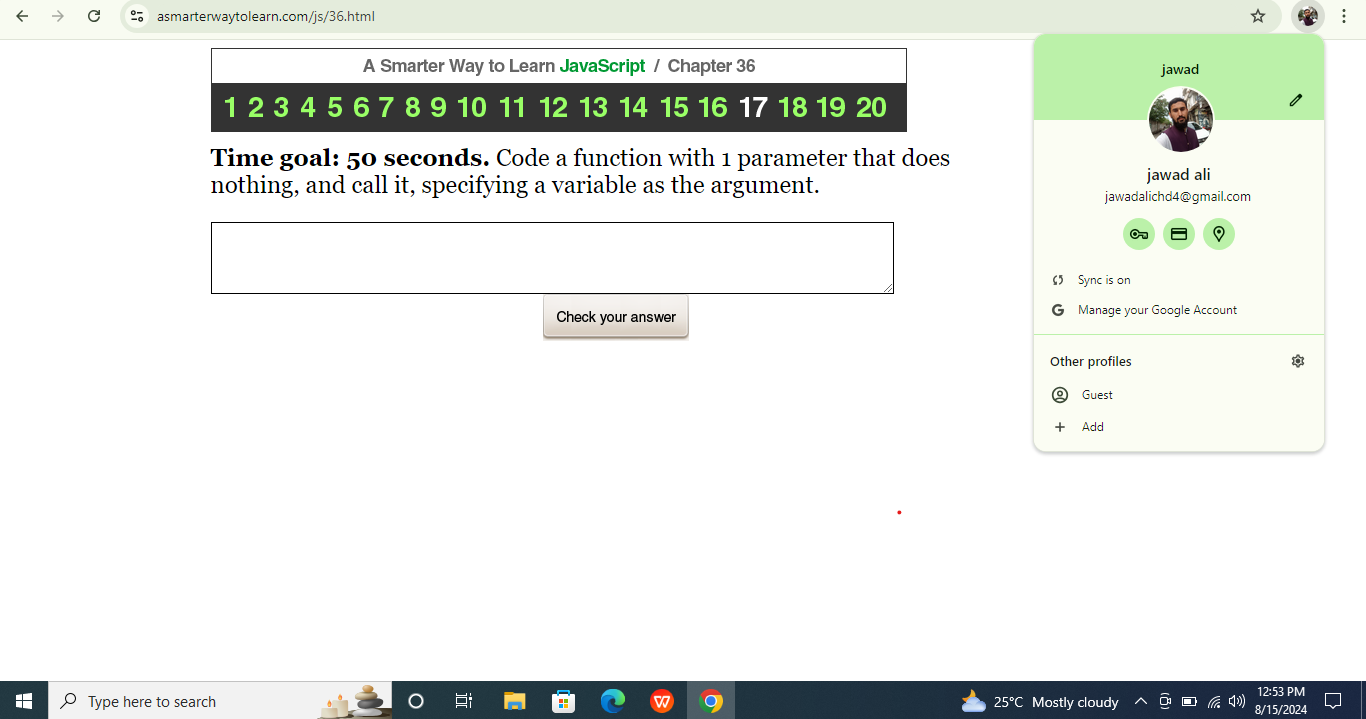 asmarterwaytolearn.com/js/36.html
A Smarter Way to Learn JavaScript / Chapter 36
1 2 3 4 5 6 7 8 9 10 11 12 13 14 15 16 17 18 19 20
Time goal: 50 seconds. Code a function with 1 parameter that does
nothing, and call it, specifying a variable as the argument.
Check your answer
jawad
jawad ali
jawadalichd4@gmail.com
Sync is on
G Manage your Google Account
Other profiles
Guest
+ Add
Type here to search
W
25°C Mostly cloudy
12:53 PM
8/15/2024